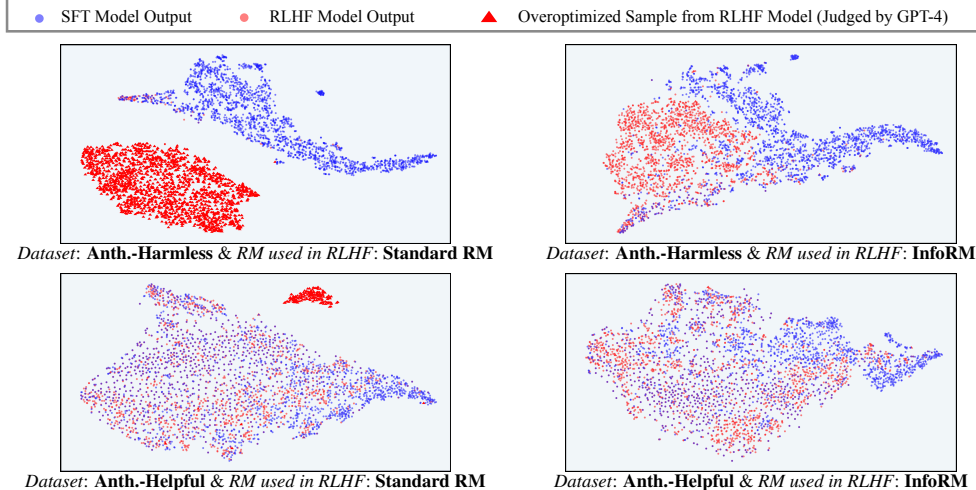 SFT Model Output RLHF Model Output Overoptimized Sample from RLHF Model (Judged by GPT-4)
Dataset: Anth.-Harmless & RM used in RLHF: Standard RM
Dataset: Anth.-Harmless & RM used in RLHF: InfoRM
Dataset: Anth.-Helpful & RM used in RLHF: Standard RM
Dataset: Anth.-Helpful & RM used in RLHF: InfoRM